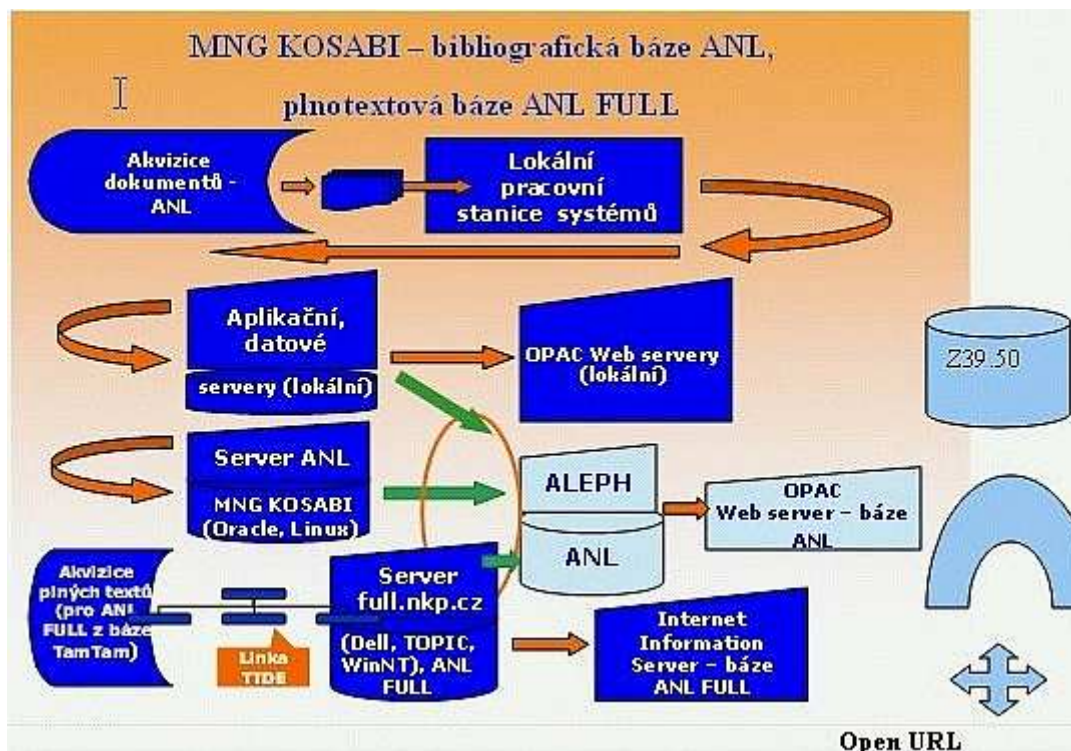 MNG KOSABI – bibliografická báze ANL,
plnotextová báze ANL FULL
Akvizice
dokumentů -
ANL
Lokální
pracovní
stanice systémů
Aplikační,
datové
servery (lokální)
OPAC Web servery
(lokální)
Z39.50
Server ANL
MNG KOSABI
(Oracle, Linux)
ALEPH
ANL
OPAC
Web server – báze
ANL
Akvizice
plných textů
(pro ANL
FULL z báze
TamTam)
Linka
TIDE
Server
full.nkp.cz
(Dell, TOPIC,
WinNT), ANL
FULL
Internet
Information
Server – báze
ANL FULL
Open URL